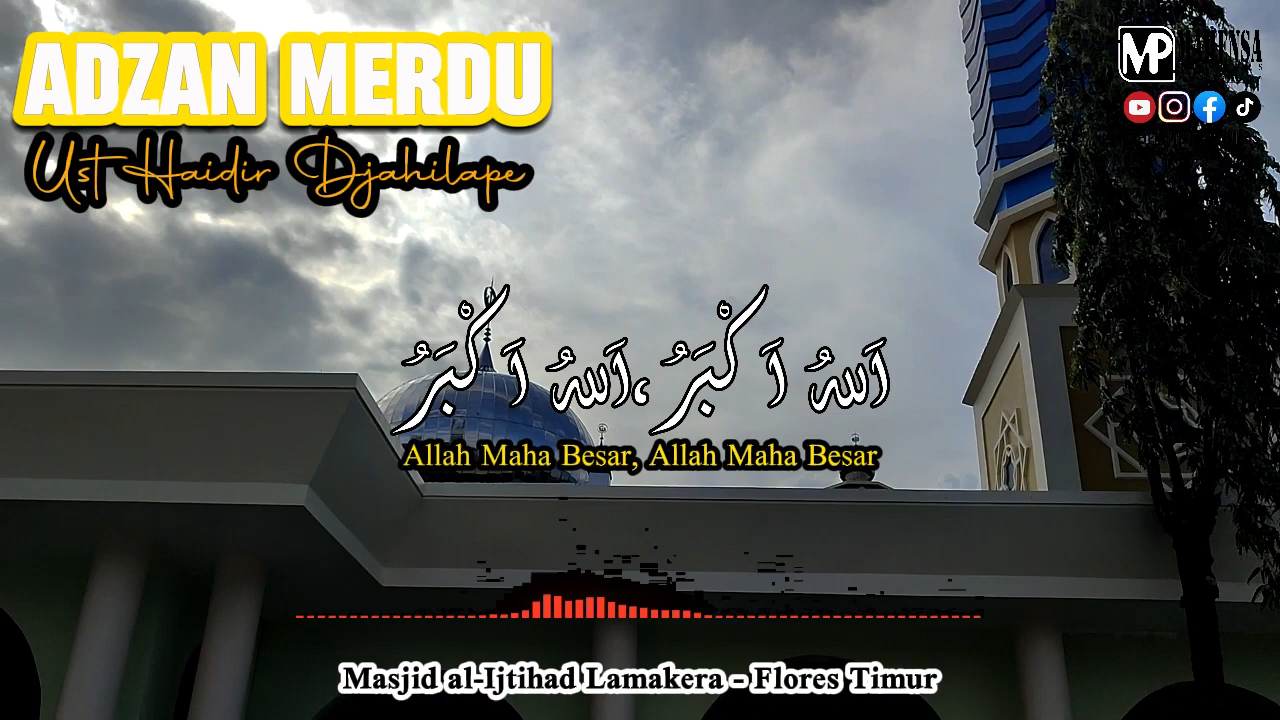 ADZAN MERDU
Ust Haidir Djahilape
MP
اَللهُ اَكْبَرُ ،اَللهُ اَكْبَرُ
Allah Maha Besar, Allah Maha Besar
Masjid al-Ijtihad Lamakera - Flores Timur